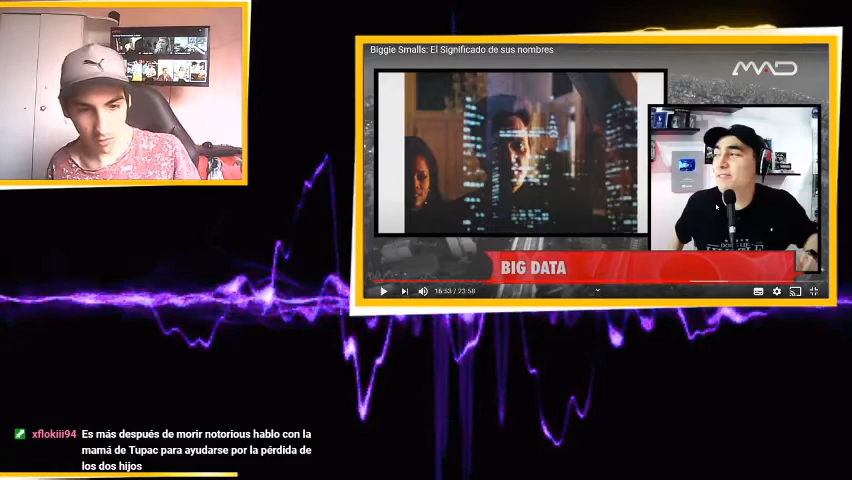 Biggie Smalls: El Significado de sus nombres
MAD
BIG DATA
16:53 / 23:58
xflokiii94 Es más después de morir notorious hablo con la
mamá de Tupac para ayudarse por la pérdida de
los dos hijos